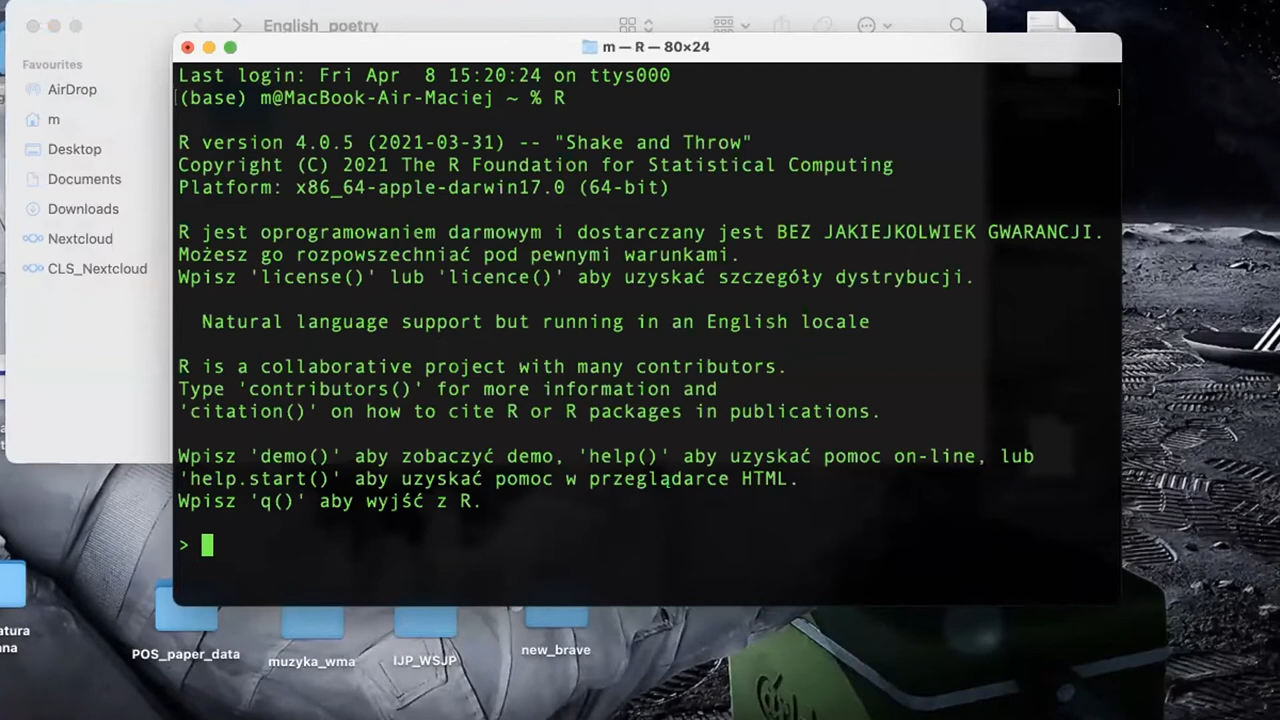 English_poetry
m — R — 80×24
Favourites
AirDrop
m
Desktop
Documents
Downloads
Nextcloud
CLS_Nextcloud
Last login: Fri Apr  8 15:20:24 on ttys000
(base) m@MacBook-Air-Maciej ~ % R
R version 4.0.5 (2021-03-31) -- "Shake and Throw"
Copyright (C) 2021 The R Foundation for Statistical Computing
Platform: x86_64-apple-darwin17.0 (64-bit)
R jest oprogramowaniem darmowym i dostarczany jest BEZ JAKIEJKOLWIEK GWARANCJI.
Możesz go rozpowszechniać pod pewnymi warunkami.
Wpisz 'license()' lub 'licence()' aby uzyskać szczegóły dystrybucji.
Natural language support but running in an English locale
R is a collaborative project with many contributors.
Type 'contributors()' for more information and
'citation()' on how to cite R or R packages in publications.
Wpisz 'demo()' aby zobaczyć demo, 'help()' aby uzyskać pomoc on-line, lub
'help.start()' aby uzyskać pomoc w przeglądarce HTML.
Wpisz 'q()' aby wyjść z R.
>
POS_paper_data
muzyka_wma
IJP_WSJP
new_brave